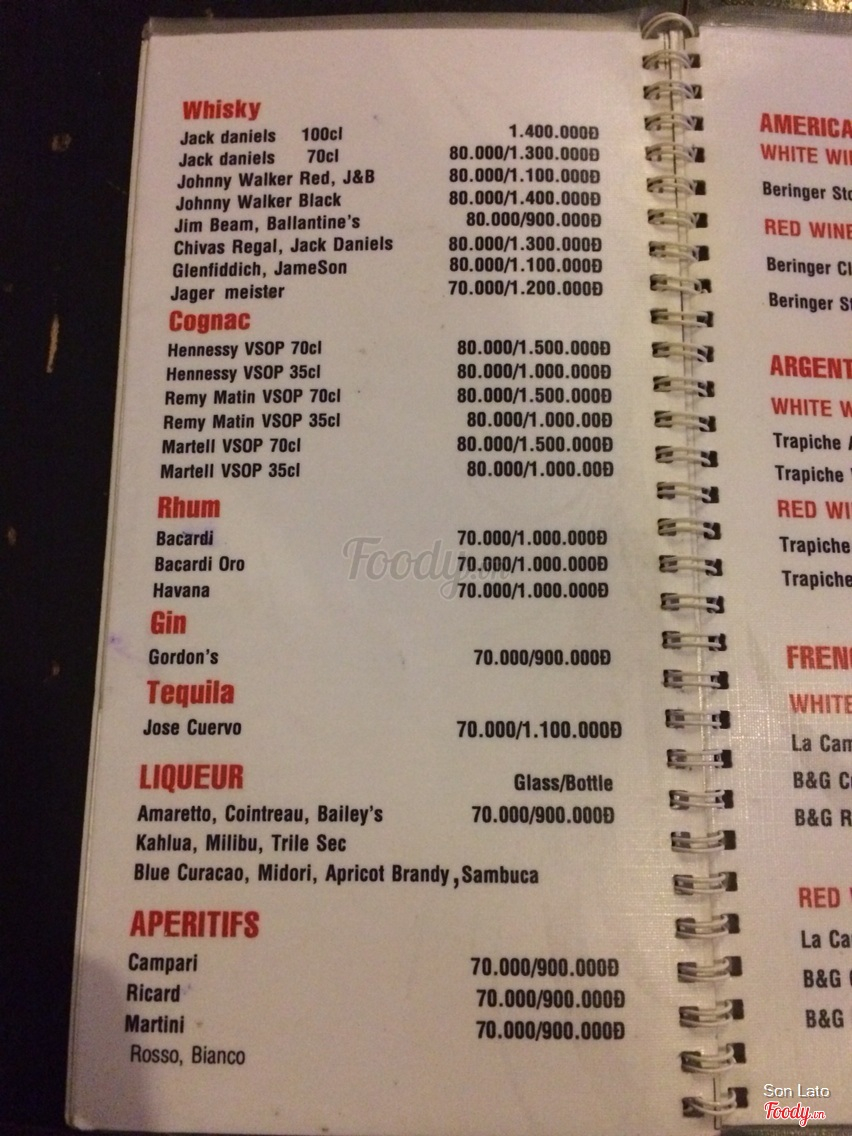 Whisky
Jack daniels 100cl 1.400.000Đ
Jack daniels 70cl 80.000/1.300.000Đ
Johnny Walker Red, J&B 80.000/1.100.000Đ
Johnny Walker Black 80.000/1.400.000Đ
Jim Beam, Ballantine's 80.000/900.000Đ
Chivas Regal, Jack Daniels 80.000/1.300.000Đ
Glenfiddich, JameSon 80.000/1.100.000Đ
Jager meister 70.000/1.200.000Đ
Cognac
Hennessy VSOP 70cl 80.000/1.500.000Đ
Hennessy VSOP 35cl 80.000/1.000.000Đ
Remy Matin VSOP 70cl 80.000/1.500.000Đ
Remy Matin VSOP 35cl 80.000/1.000.00Đ
Martell VSOP 70cl 80.000/1.500.000Đ
Martell VSOP 35cl 80.000/1.000.00Đ
Rhum
Bacardi 70.000/1.000.000Đ
Bacardi Oro 70.000/1.000.000Đ
Havana 70.000/1.000.000Đ
Gin
Gordon's 70.000/900.000Đ
Tequila
Jose Cuervo 70.000/1.100.000Đ
LIQUEUR Glass/Bottle
Amaretto, Cointreau, Bailey's 70.000/900.000Đ
Kahlua, Milibu, Trile Sec
Blue Curacao, Midori, Apricot Brandy, Sambuca
APERITIFS
Campari 70.000/900.000Đ
Ricard 70.000/900.000Đ
Martini 70.000/900.000Đ
Rosso, Bianco
AMERICA
WHITE WI
Beringer Sto
RED WINE
Beringer Cl
Beringer St
ARGENT
WHITE W
Trapiche
Trapiche
RED WI
Trapiche
Trapiche
FRENC
WHITE
La Cam
B&G C
B&G R
RED
La Ca
B&G
B&G
Foody.vn
Son Lato
Foody.vn